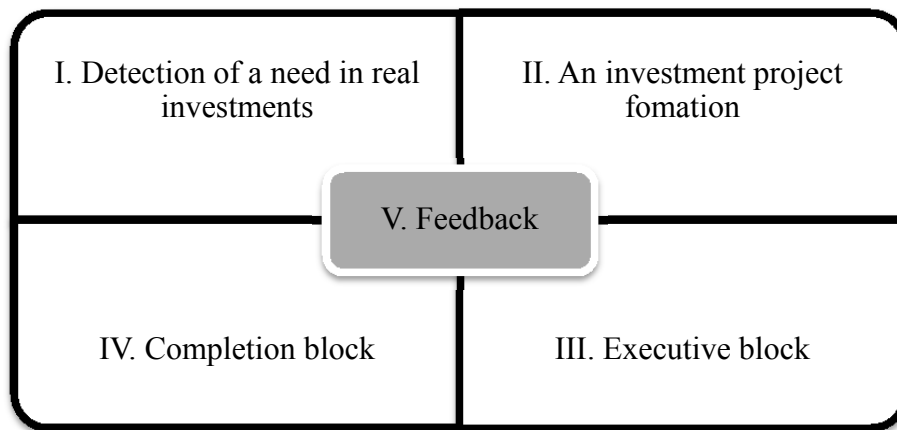 I. Detection of a need in real
investments
II. An investment project
fomation
V. Feedback
IV. Completion block
III. Executive block